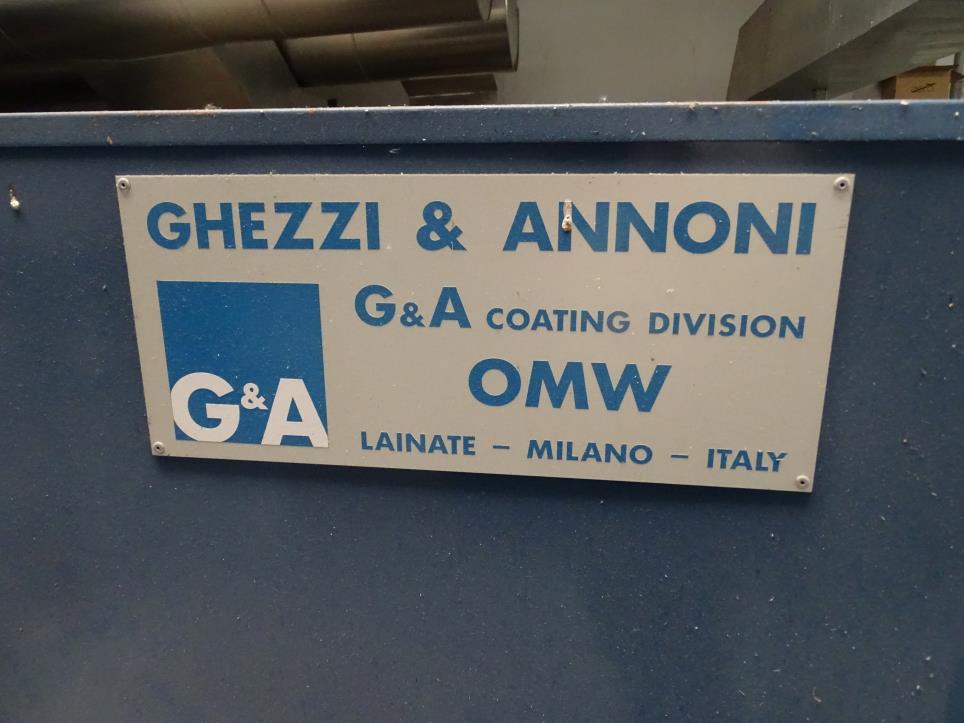 GHEZZI & ANNONI
G&A COATING DIVISION
OMW
G&A
LAINATE – MILANO – ITALY